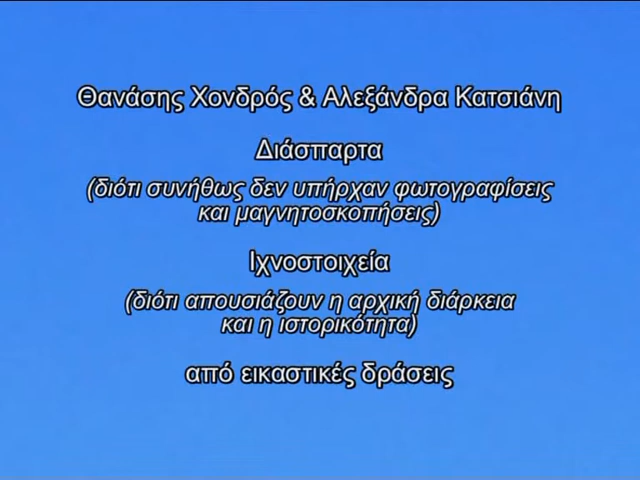 Θανάσης Χονδρός & Αλεξάνδρα Κατσιάνη
Διάσπαρτα
(διότι συνήθως δεν υπήρχαν φωτογραφίσεις
και μαγνητοσκοπήσεις)
Ιχνοστοιχεία
(διότι απουσιάζουν η αρχική διάρκεια
και η ιστορικότητα)
από εικαστικές δράσεις